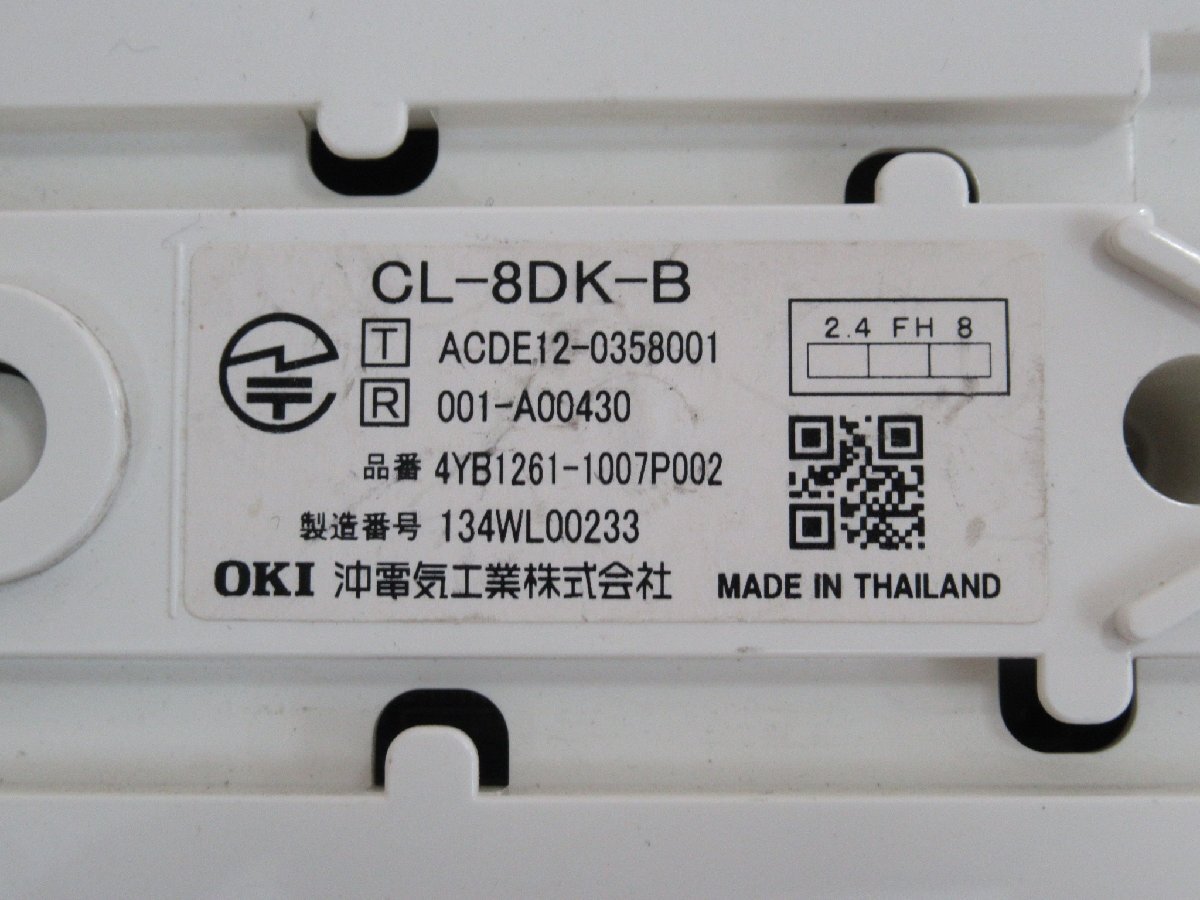 CL-8DK-B
T ACDE12-0358001
R 001-A00430
2.4 FH 8
品番 4YB1261-1007P002
製造番号 134WL00233
OKI 沖電気工業株式会社
MADE IN THAILAND